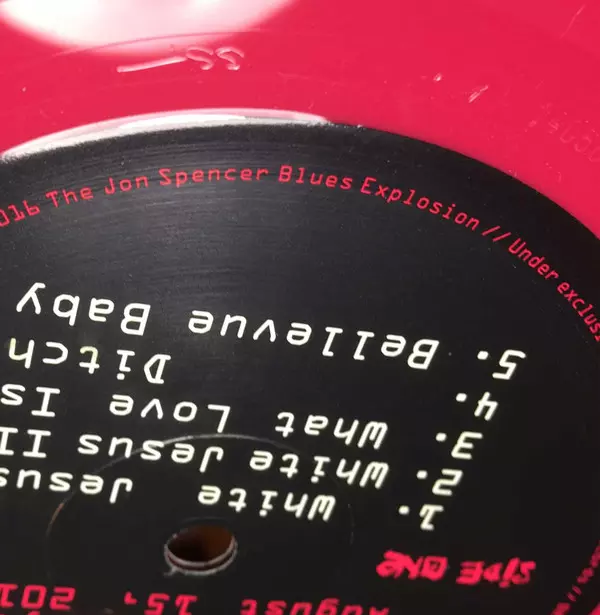 016 The Jon Spencer Blues Explosion // Under exclusi
SIDE ONE
1. White Jesus
2. White Jesus II
3. What Love Is
4. Ditch
5. Bellevue Baby
August 15, 201